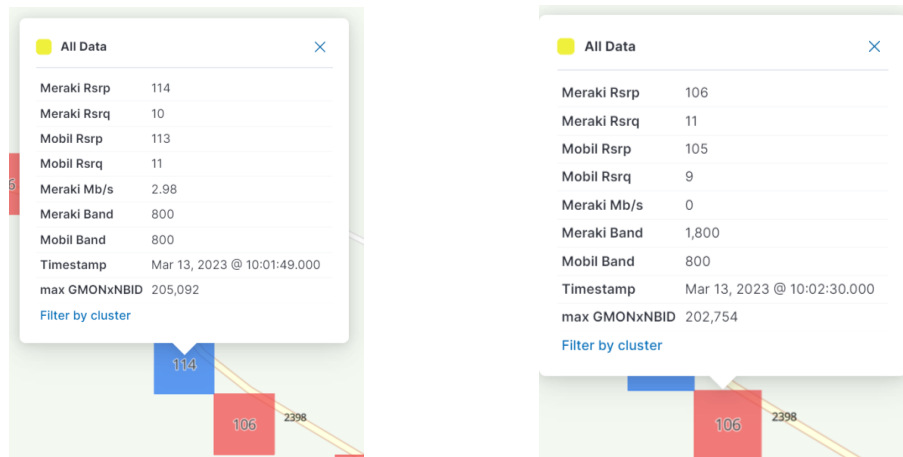 All Data
Meraki Rsrp 114
Meraki Rsrq 10
Mobil Rsrp 113
Mobil Rsrq 11
Meraki Mb/s 2.98
Meraki Band 800
Mobil Band 800
Timestamp Mar 13, 2023 @ 10:01:49.000
max GMONxNBID 205,092
Filter by cluster
114
106
2398
6
All Data
Meraki Rsrp 106
Meraki Rsrq 11
Mobil Rsrp 105
Mobil Rsrq 9
Meraki Mb/s 0
Meraki Band 1,800
Mobil Band 800
Timestamp Mar 13, 2023 @ 10:02:30.000
max GMONxNBID 202,754
Filter by cluster
106
2398